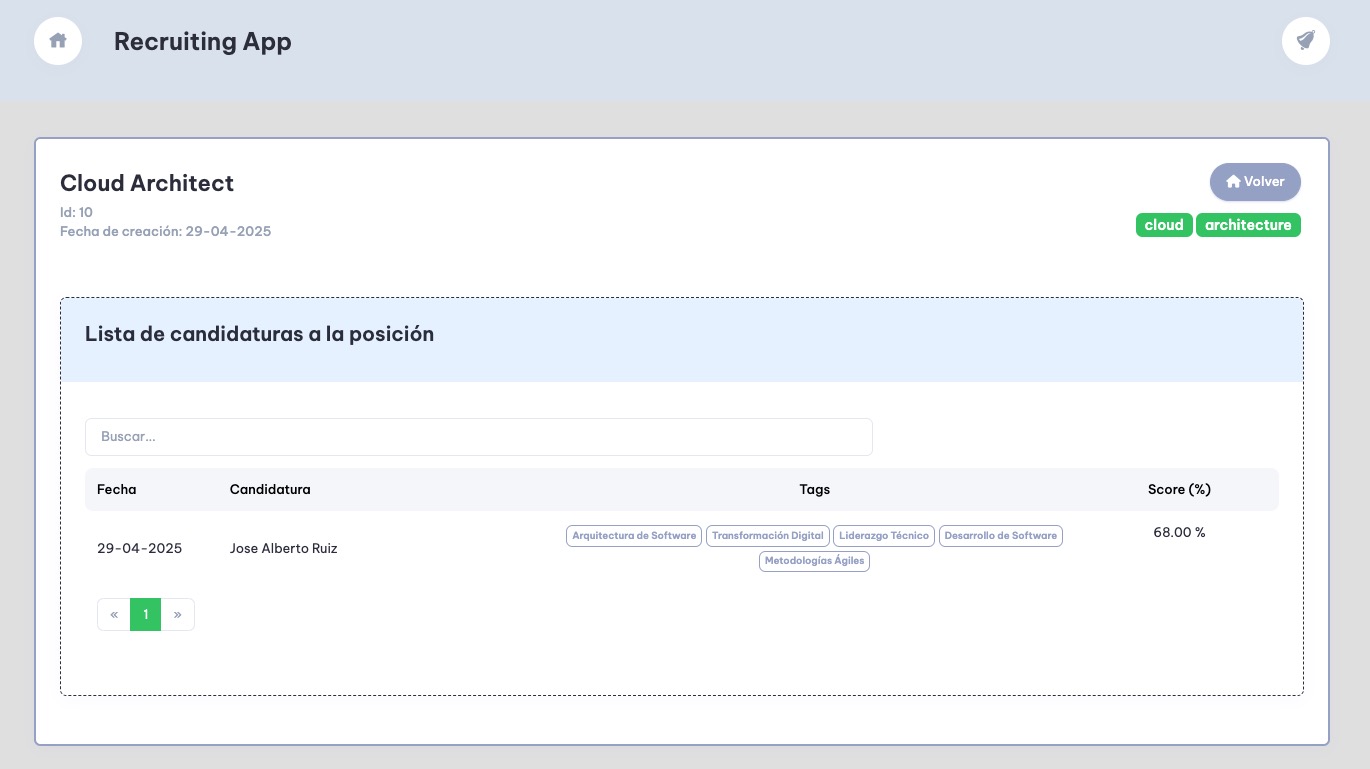 Recruiting App
Cloud Architect
Volver
Id: 10
Fecha de creación: 29-04-2025
cloud architecture
Lista de candidaturas a la posición
Buscar...
Fecha Candidatura Tags Score (%)
29-04-2025 Jose Alberto Ruiz Arquitectura de Software Transformación Digital Liderazgo Técnico Desarrollo de Software 68.00 %
Metodologías Ágiles
« 1 »